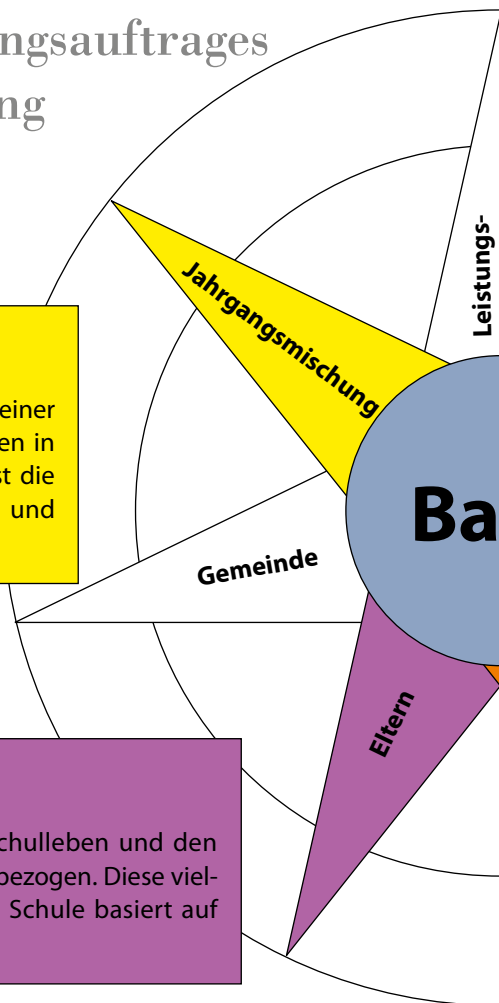 ngsauftrages
ng
Leistungs-
Jahrgangsmischung
einer
en in
st die
und
Ba
Gemeinde
Eltern
chulleben und den
bezogen. Diese viel-
Schule basiert auf